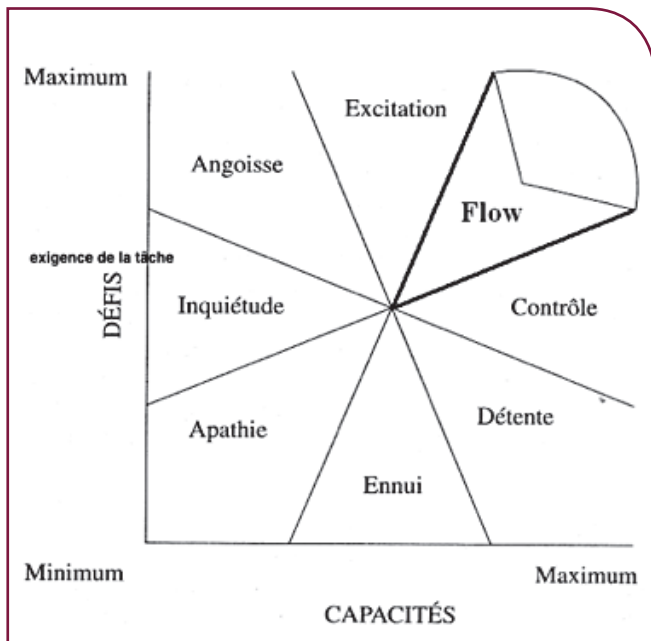 Maximum
Excitation
Angoisse
Flow
exigence de la tâche
DÉFIS
Inquiétude
Contrôle
Apathie
Détente
Ennui
Minimum
Maximum
CAPACITÉS